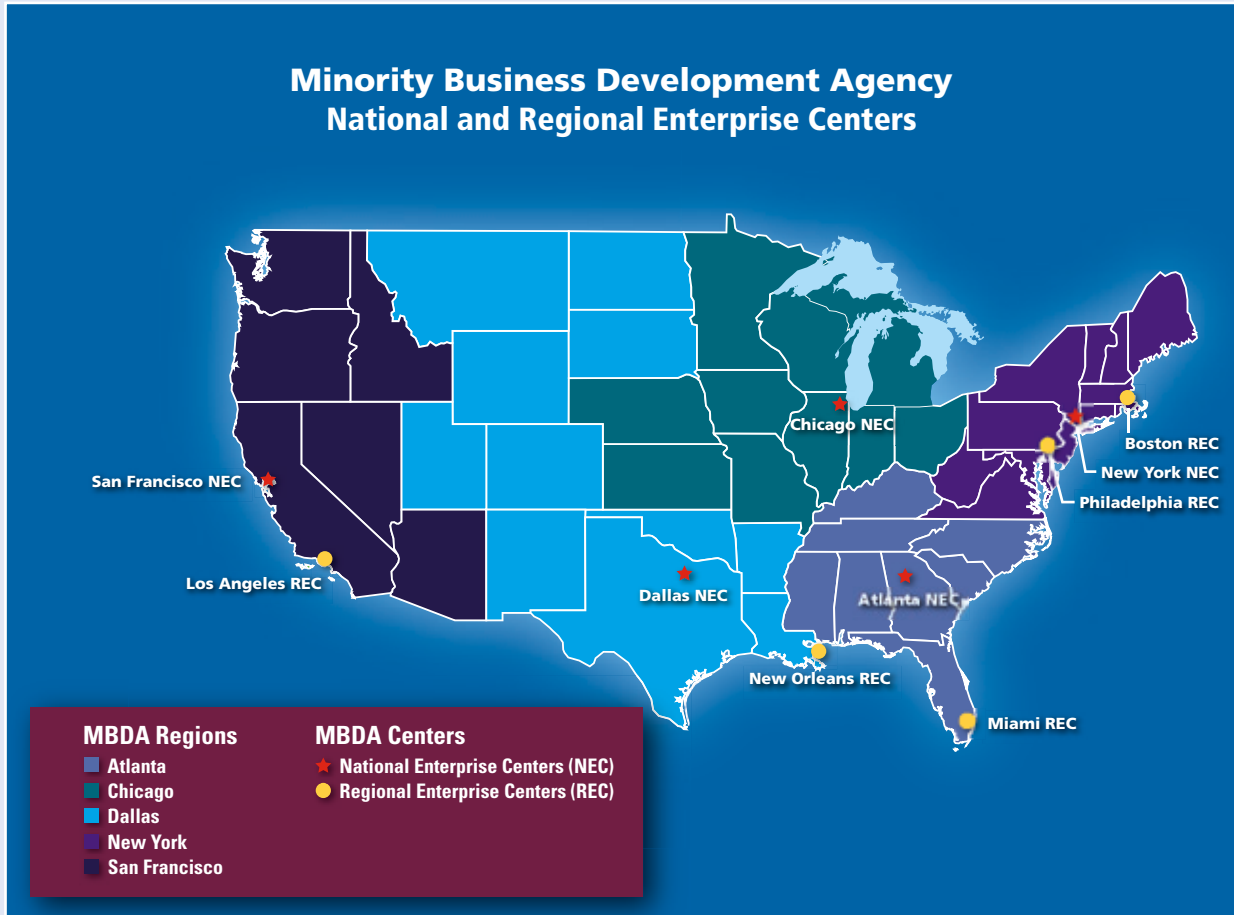 Minority Business Development Agency
National and Regional Enterprise Centers
Chicago NEC
Boston REC
New York NEC
San Francisco NEC
Philadelphia REC
Los Angeles REC
Dallas NEC
Atlanta NEC
New Orleans REC
Miami REC
MBDA Regions
Atlanta
Chicago
Dallas
New York
San Francisco
MBDA Centers
National Enterprise Centers (NEC)
Regional Enterprise Centers (REC)